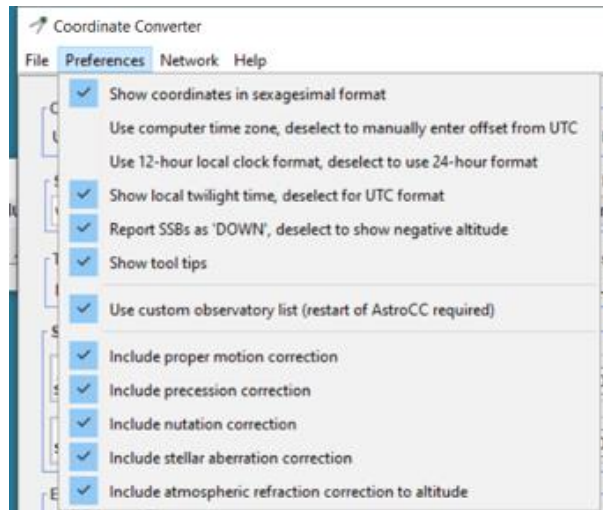 Coordinate Converter
File Preferences Network Help
Show coordinates in sexagesimal format
Use computer time zone, deselect to manually enter offset from UTC
Use 12-hour local clock format, deselect to use 24-hour format
Show local twilight time, deselect for UTC format
Report SSBs as 'DOWN', deselect to show negative altitude
Show tool tips
Use custom observatory list (restart of AstroCC required)
Include proper motion correction
Include precession correction
Include nutation correction
Include stellar aberration correction
Include atmospheric refraction correction to altitude